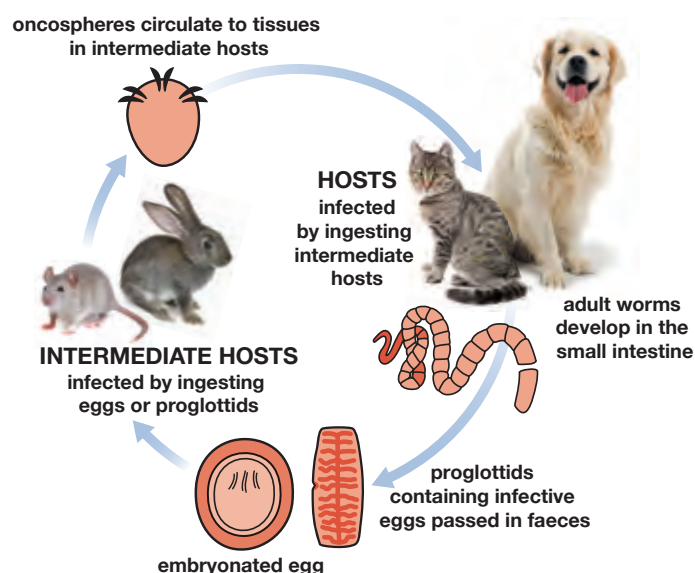 oncospheres circulate to tissues
in intermediate hosts
HOSTS
infected
by ingesting
intermediate
hosts
adult worms
develop in the
small intestine
proglottids
containing infective
eggs passed in faeces
embryonated egg
INTERMEDIATE HOSTS
infected by ingesting
eggs or proglottids